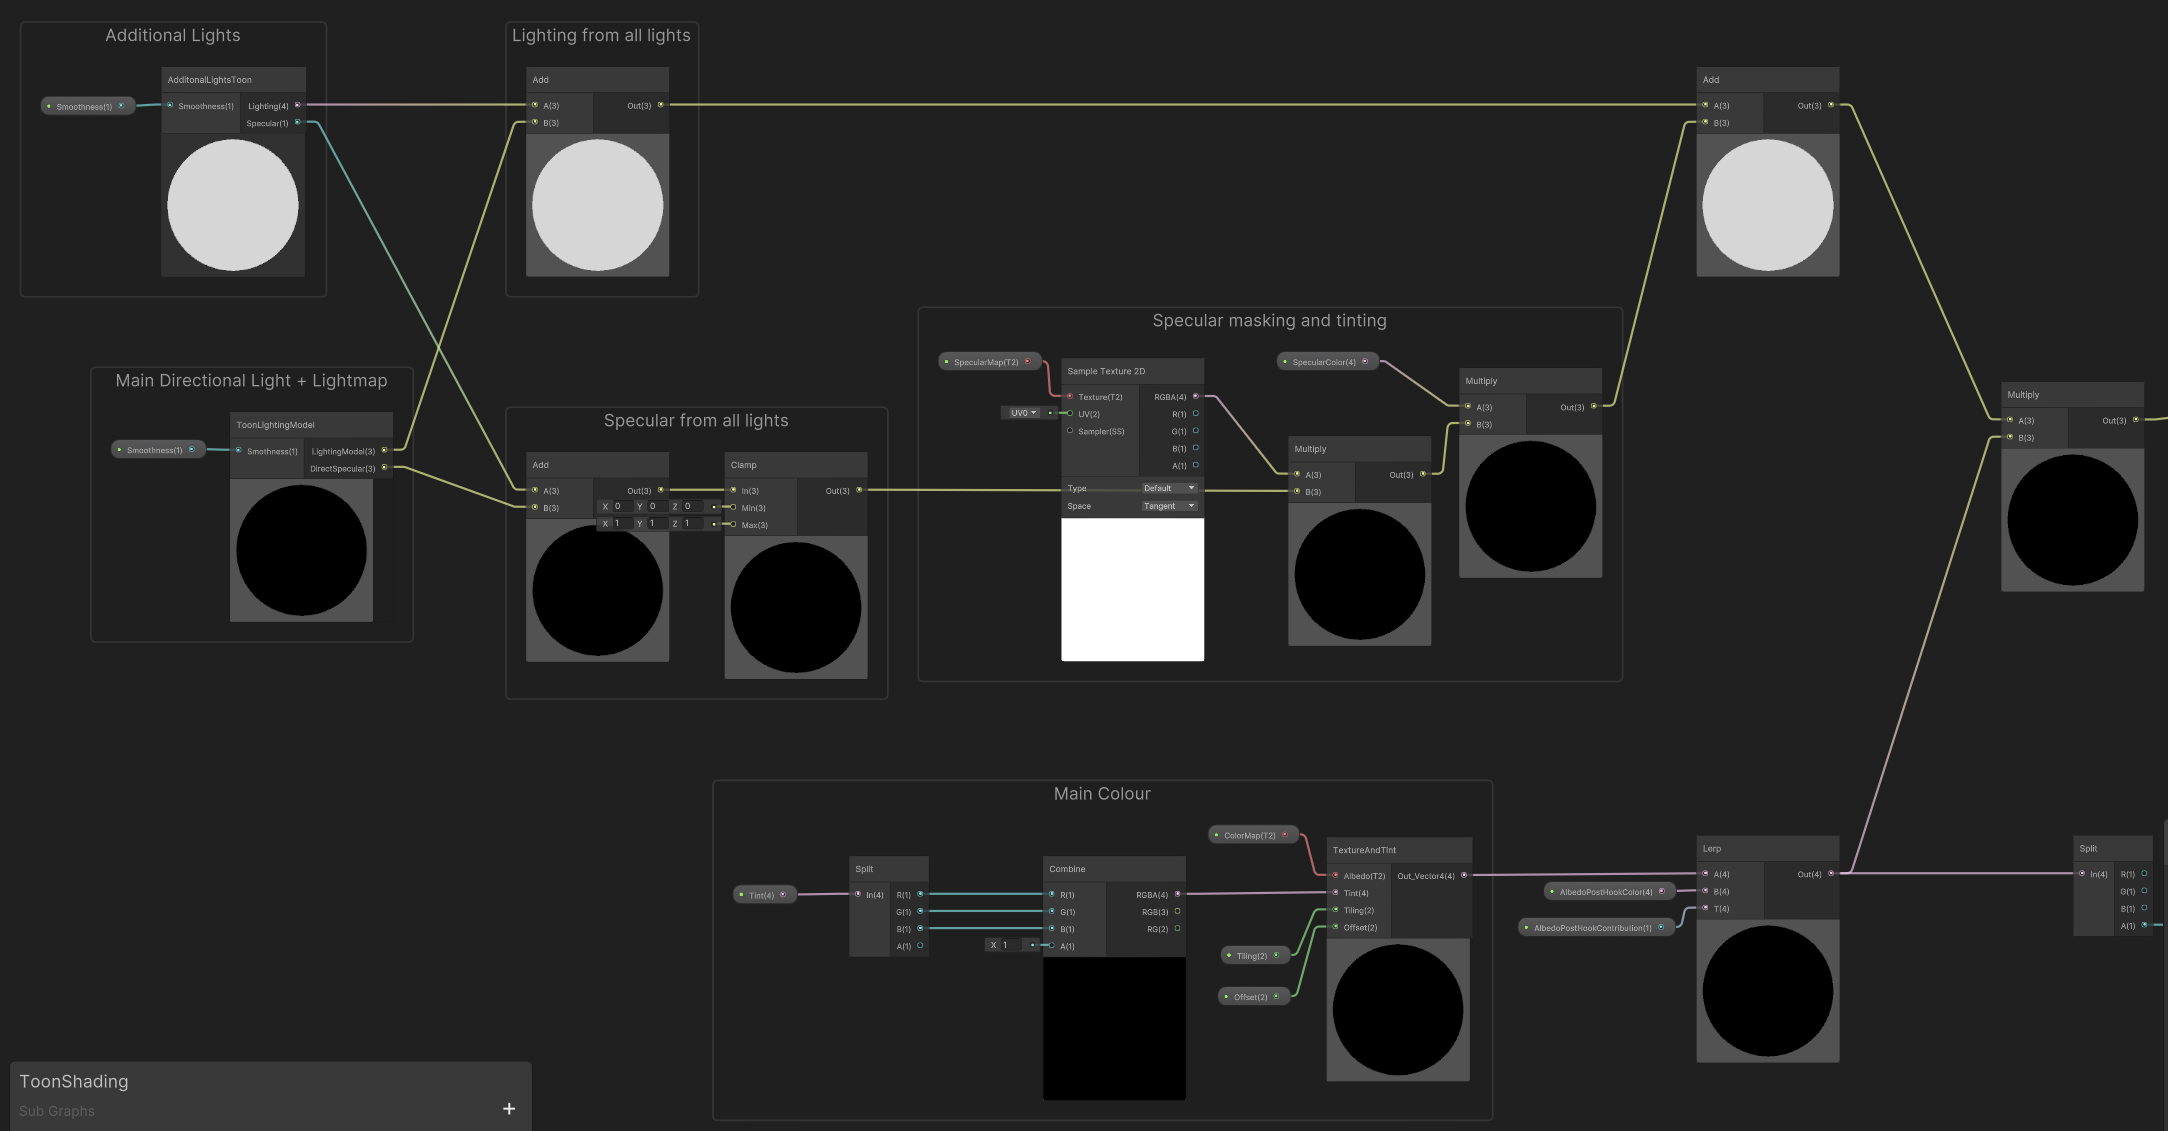 Additional Lights
AdditonalLightsToon
Smoothness(1)
Smoothness(1)
Lighting(4)
Specular(1)
Lighting from all lights
Add
A(3)
Out(3)
B(3)
Add
A(3)
Out(3)
B(3)
Main Directional Light + Lightmap
ToonLightingModel
Smoothness(1)
Smothness(1)
LightingModel(3)
DirectSpecular(3)
Specular from all lights
Add
A(3)
Out(3)
B(3)
X 0 Y 0 Z 0
X 1 Y 1 Z 1
Clamp
In(3)
Out(3)
Min(3)
Max(3)
Specular masking and tinting
SpecularMap(T2)
Sample Texture 2D
Texture(T2)
RGBA(4)
UV0
UV(2)
R(1)
Sampler(SS)
G(1)
B(1)
A(1)
Type
Default
Space
Tangent
SpecularColor(4)
Multiply
A(3)
Out(3)
B(3)
Multiply
A(3)
Out(3)
B(3)
Multiply
A(3)
Out(3)
B(3)
Main Colour
Tint(4)
Split
In(4)
R(1)
G(1)
B(1)
A(1)
X 1
Combine
R(1)
RGBA(4)
G(1)
RGB(3)
B(1)
RG(2)
A(1)
ColorMap(T2)
TextureAndTint
Albedo(T2)
Out_Vector4(4)
Tint(4)
Tiling(2)
Offset(2)
Tiling(2)
Offset(2)
AlbedoPostHookColor(4)
AlbedoPostHookContribution(1)
Lerp
A(4)
Out(4)
B(4)
T(4)
Split
In(4)
R(1)
G(1)
B(1)
A(1)
ToonShading
Sub Graphs
+